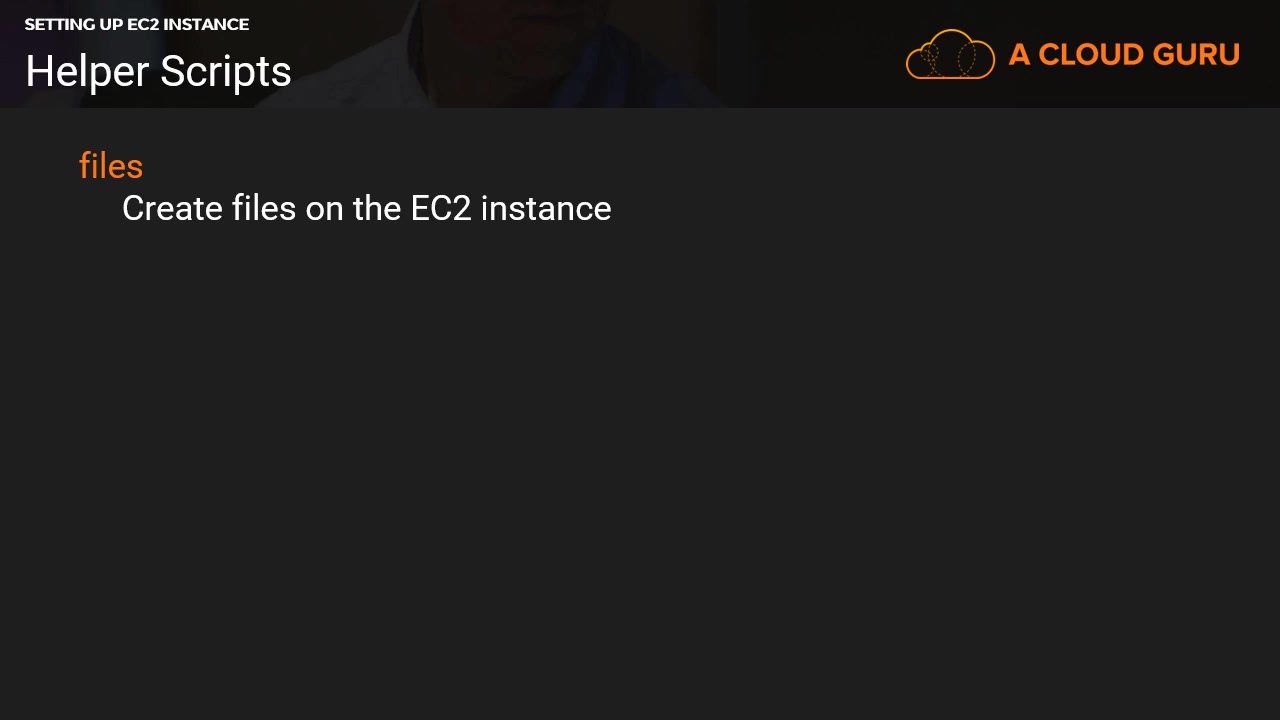 SETTING UP EC2 INSTANCE
Helper Scripts
A CLOUD GURU
files
Create files on the EC2 instance